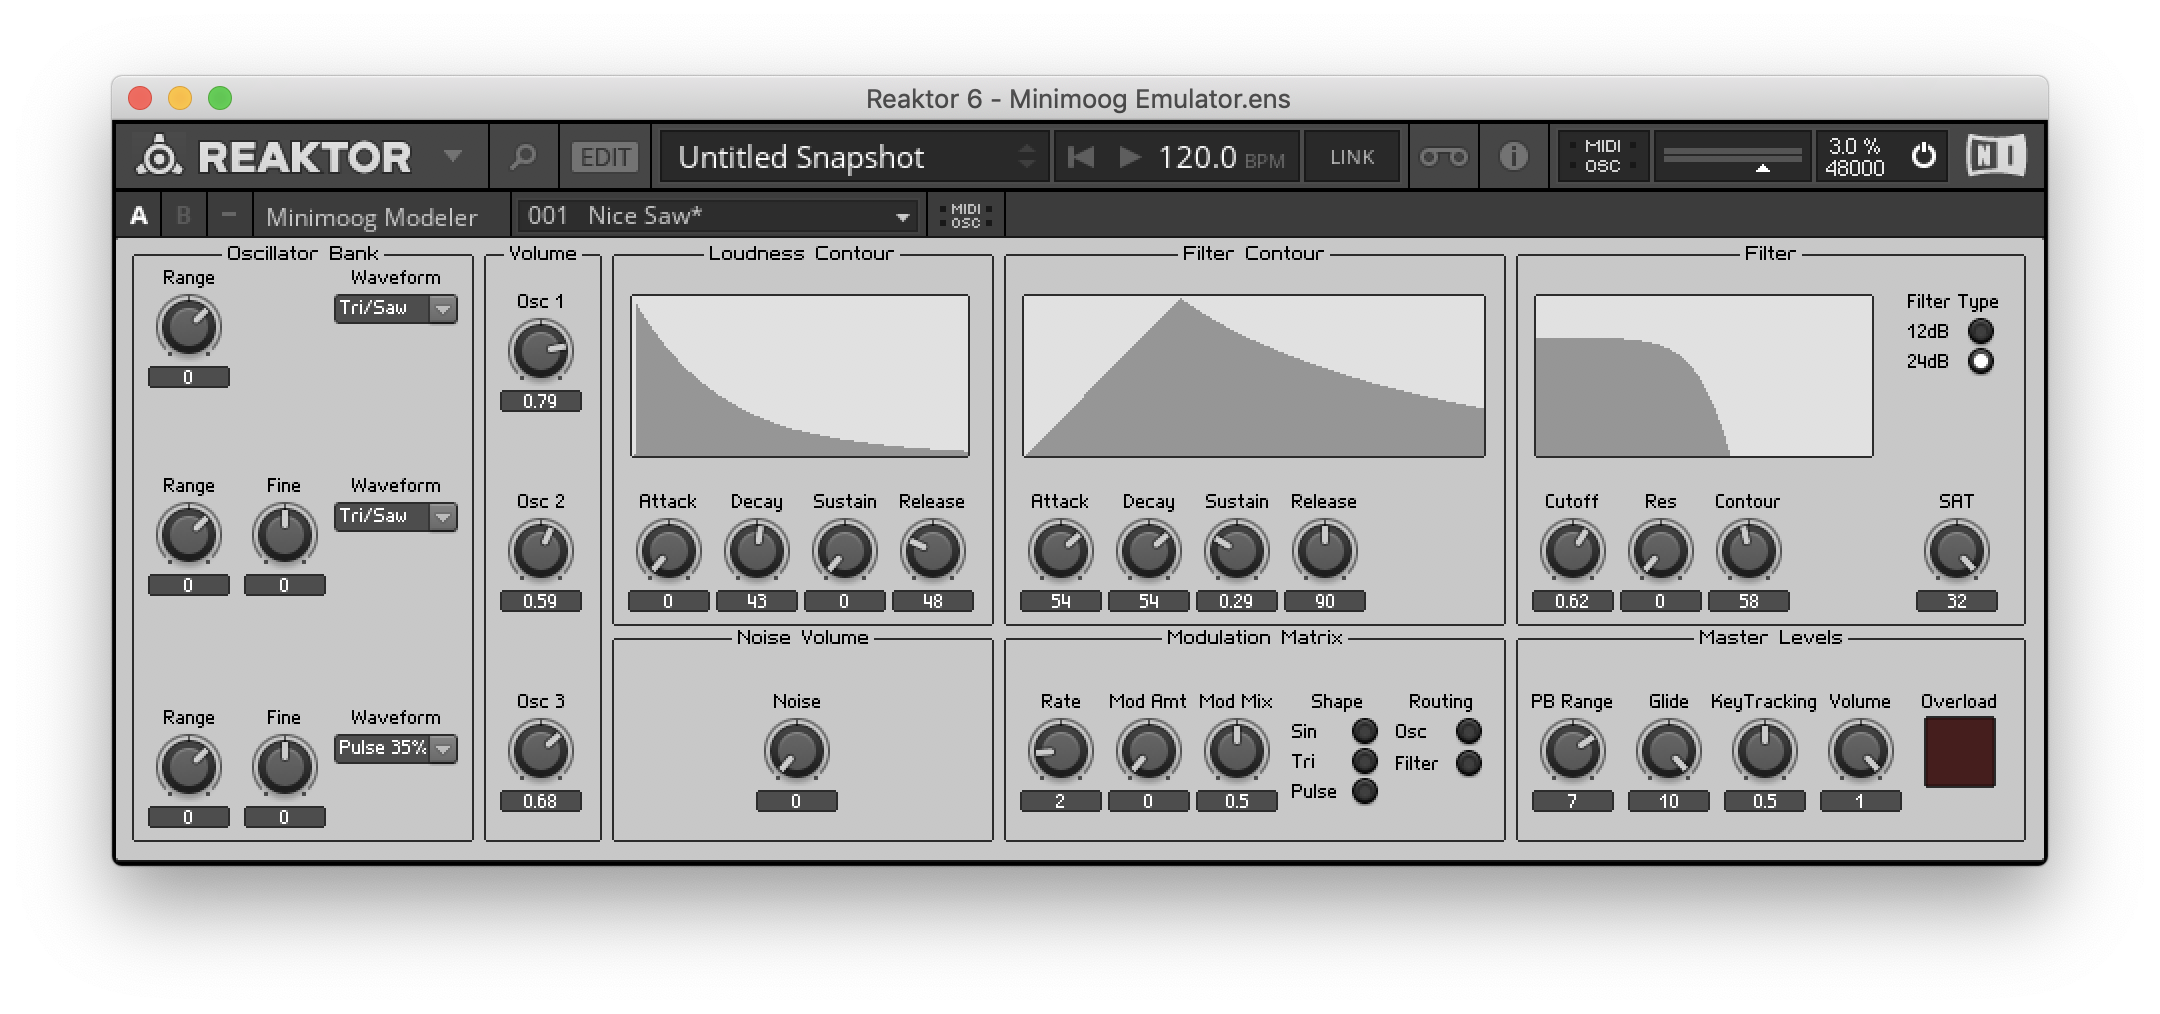 Reaktor 6 - Minimoog Emulator.ens
REAKTOR EDIT Untitled Snapshot 120.0 BPM LINK i MIDI OSC 3.0 % 48000 NI
A B – Minimoog Modeler 001 Nice Saw* MIDI OSC
Oscillator Bank
Range Waveform
Tri/Saw
0
Range Fine Waveform
Tri/Saw
0 0
Range Fine Waveform
Pulse 35%
0 0
Volume
Osc 1
0.79
Osc 2
0.59
Osc 3
0.68
Loudness Contour
Attack Decay Sustain Release
0 43 0 48
Filter Contour
Attack Decay Sustain Release
54 54 0.29 90
Filter
Filter Type
12dB
24dB
Cutoff Res Contour SAT
0.62 0 58 32
Noise Volume
Noise
0
Modulation Matrix
Rate Mod Amt Mod Mix Shape Routing
Sin Osc
Tri Filter
Pulse
2 0 0.5
Master Levels
PB Range Glide KeyTracking Volume Overload
7 10 0.5 1